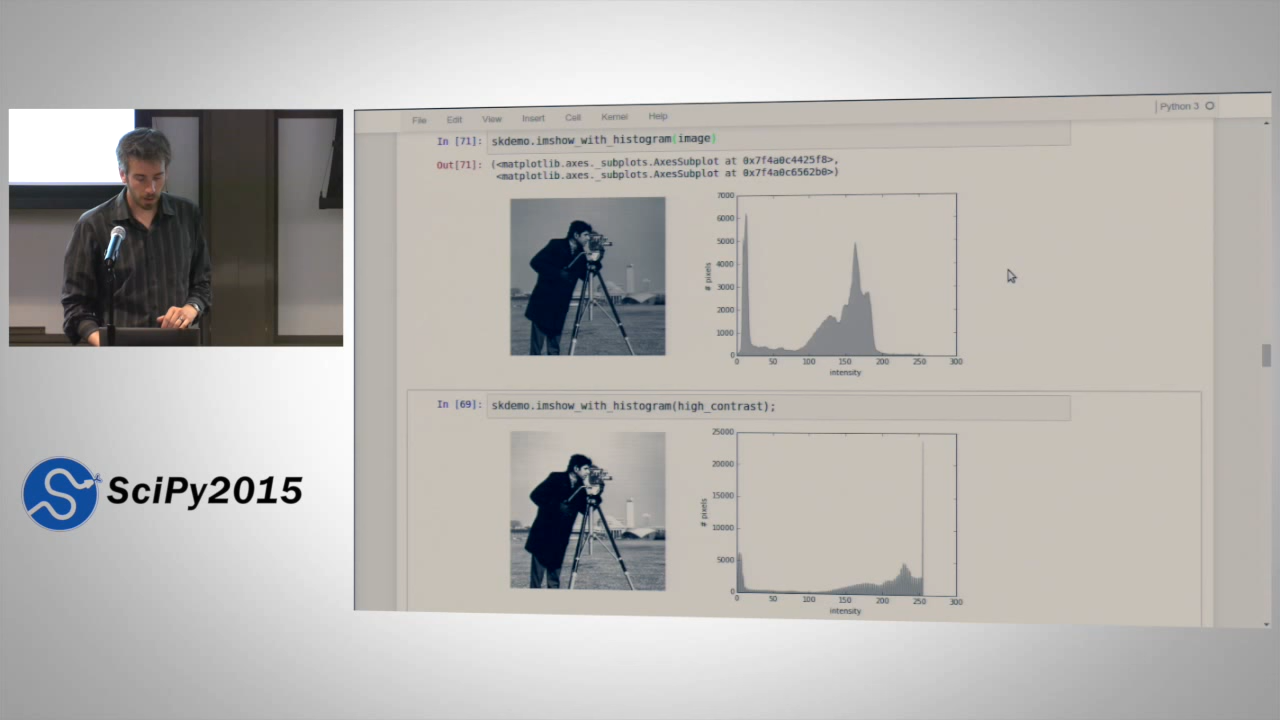 File Edit View Insert Cell Kernel Help
Python 3
In [71]: skdemo.imshow_with_histogram(image)
Out[71]: (<matplotlib.axes._subplots.AxesSubplot at 0x7f4a0c4425f8>,
<matplotlib.axes._subplots.AxesSubplot at 0x7f4a0c6562b0>)
7000
6000
5000
4000
3000
2000
1000
0
# pixels
0 50 100 150 200 250 300
intensity
In [69]: skdemo.imshow_with_histogram(high_contrast);
25000
20000
15000
10000
5000
0
# pixels
0 50 100 150 200 250 300
intensity
SciPy2015